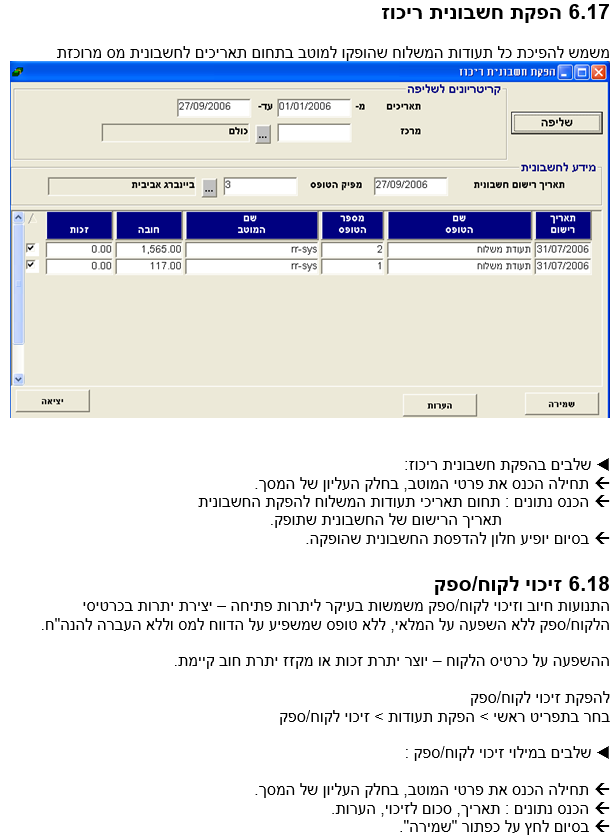 6.17 הפקת חשבונית ריכוז
משמש להפיכת כל תעודות המשלוח שהופקו למוטב בתחום תאריכים לחשבונית מס מרוכזת
הפקת חשבונית ריכוז
קריטריונים לשליפה
תאריכים מ- 01/01/2006 עד- 27/09/2006
שליפה
מרכז ... כולם
מידע לחשבונית
תאריך רישום חשבונית 27/09/2006 מפיק הטופס 3 ... ביינברג אביבית
תאריך רישום שם הטופס מספר הטופס שם המוטב חובה זכות /
31/07/2006 תעודת משלוח 2 rr-sys 1,565.00 0.00
31/07/2006 תעודת משלוח 1 rr-sys 117.00 0.00
שמירה הערות יציאה
◀ שלבים בהפקת חשבונית ריכוז:
← תחילה הכנס את פרטי המוטב, בחלק העליון של המסך.
← הכנס נתונים : תחום תאריכי תעודות המשלוח להפקת החשבונית
תאריך הרישום של החשבונית שתופק.
← בסיום יופיע חלון להדפסת החשבונית שהופקה.
6.18 זיכוי לקוח/ספק
התנועות חיוב וזיכוי לקוח/ספק משמשות בעיקר ליתרות פתיחה – יצירת יתרות בכרטיסי
הלקוח/ספק ללא השפעה על המלאי, ללא טופס שמשפיע על הדווח למס וללא העברה להנה"ח.
ההשפעה על כרטיס הלקוח – יוצר יתרת זכות או מקזז יתרת חוב קיימת.
להפקת זיכוי לקוח/ספק
בחר בתפריט ראשי > הפקת תעודות > זיכוי לקוח/ספק
◀ שלבים במילוי זיכוי לקוח/ספק :
← תחילה הכנס את פרטי המוטב, בחלק העליון של המסך.
← הכנס נתונים : תאריך, סכום לזיכוי, הערות.
← בסיום לחץ על כפתור "שמירה".